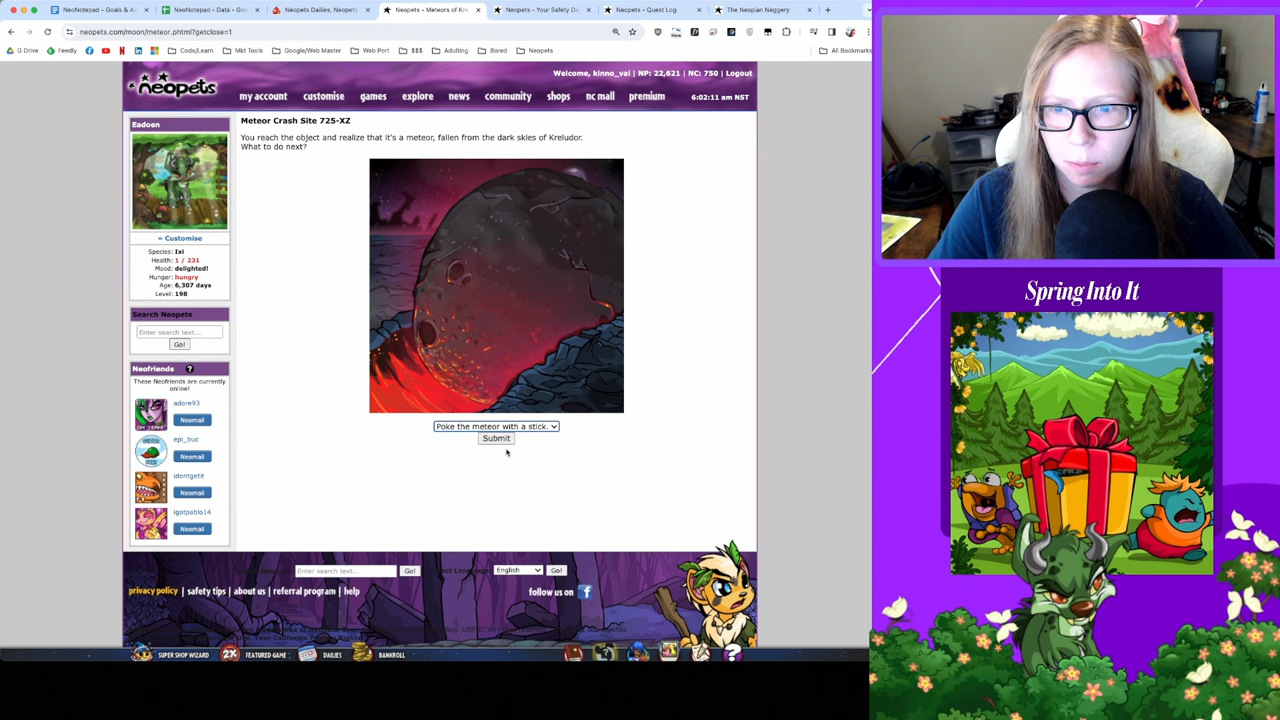 NeoNotepad - Goals & Av
NeoNotepad - Data - Goo
Neopets Dailies, Neopets
Neopets - Meteors of Kre
Neopets - Your Safety De
Neopets - Quest Log
The Neopian Neggery
neopets.com/moon/meteor.phtml?getclose=1
G Drive
Feedly
Code/Learn
Mkt Tools
Google/Web Master
Web Port
$$$
Adulting
Bored
Neopets
All Bookmarks
neopets
Welcome, kinno_val | NP: 22,621 | NC: 750 | Logout
my account
customise
games
explore
news
community
shops
nc mall
premium
6:02:11 am NST
Eadoen
» Customise
Species: Ixi
Health: 1 / 231
Mood: delighted!
Hunger: hungry
Age: 6,307 days
Level: 198
Search Neopets
Enter search text...
Go!
Neofriends ?
These Neofriends are currently
online!
adore93
Neomail
epi_buc
Neomail
idontgetit
Neomail
igotpablo14
Neomail
Meteor Crash Site 725-XZ
You reach the object and realize that it's a meteor, fallen from the dark skies of Kreludor.
What to do next?
Poke the meteor with a stick.
Submit
Enter search text...
Go!
English
Go!
privacy policy | safety tips | about us | referral program | help
follow us on
SUPER SHOP WIZARD
2X
FEATURED GAME
DAILIES
BANKROLL
Spring Into It